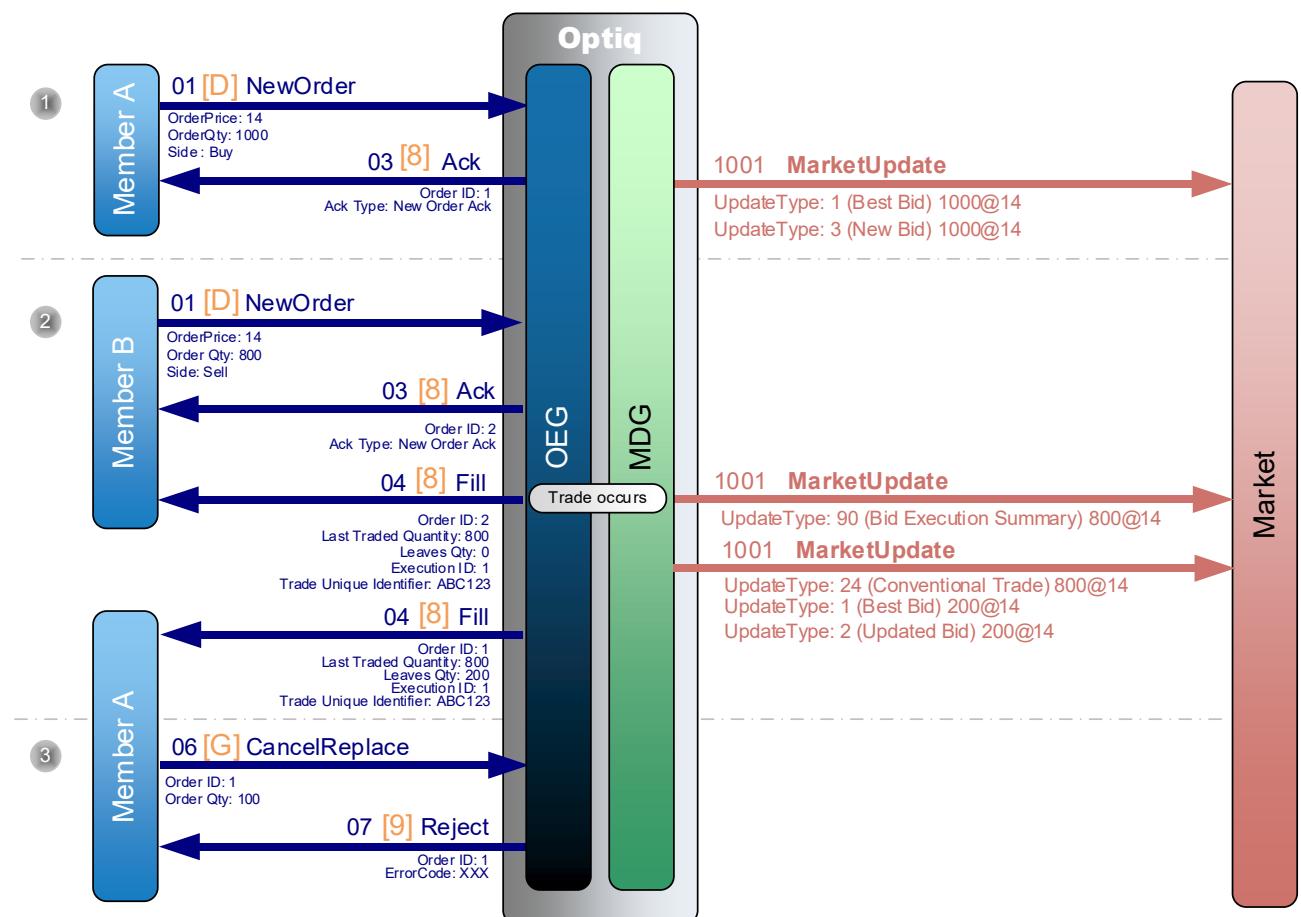 Optiq
1
Member A
01 [D] NewOrder
OrderPrice: 14
OrderQty: 1000
Side : Buy
03 [8] Ack
Order ID: 1
Ack Type: New Order Ack
1001 MarketUpdate
UpdateType: 1 (Best Bid) 1000@14
UpdateType: 3 (New Bid) 1000@14
2
Member B
01 [D] NewOrder
OrderPrice: 14
Order Qty: 800
Side: Sell
03 [8] Ack
Order ID: 2
Ack Type: New Order Ack
OEG
MDG
Market
04 [8] Fill
Trade occurs
Order ID: 2
Last Traded Quantity: 800
Leaves Qty: 0
Execution ID: 1
Trade Unique Identifier: ABC123
1001 MarketUpdate
UpdateType: 90 (Bid Execution Summary) 800@14
1001 MarketUpdate
UpdateType: 24 (Conventional Trade) 800@14
UpdateType: 1 (Best Bid) 200@14
UpdateType: 2 (Updated Bid) 200@14
Member A
04 [8] Fill
Order ID: 1
Last Traded Quantity: 800
Leaves Qty: 200
Execution ID: 1
Trade Unique Identifier: ABC123
3
06 [G] CancelReplace
Order ID: 1
Order Qty: 100
07 [9] Reject
Order ID: 1
ErrorCode: XXX